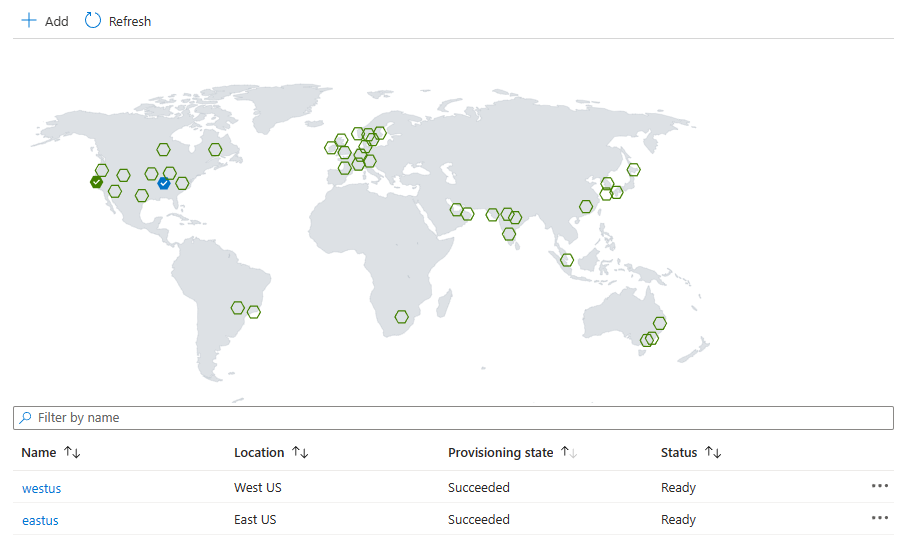 Add Refresh
Filter by name
Name Location Provisioning state Status
westus West US Succeeded Ready
eastus East US Succeeded Ready